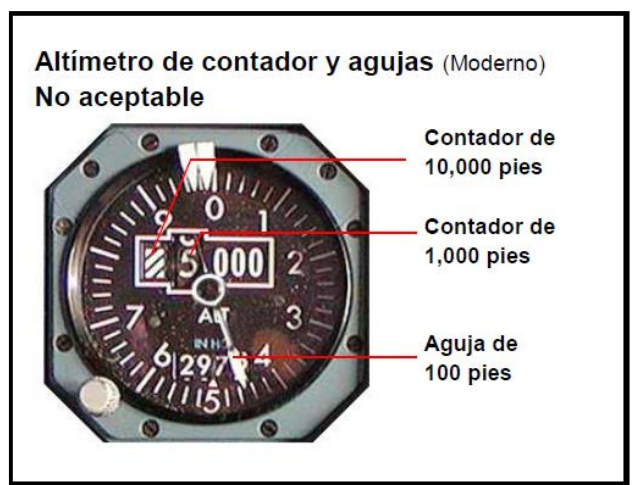 Altímetro de contador y agujas (Moderno)
No aceptable
Contador de
10,000 pies
Contador de
1,000 pies
Aguja de
100 pies
0
9
1
5 000
2
7
ALT
3
IN H
6
297
4
5